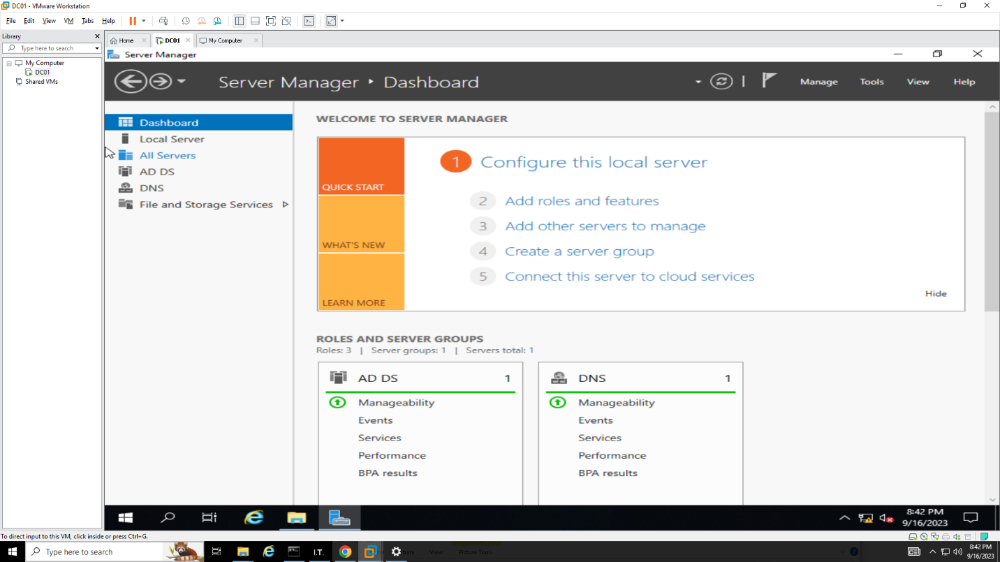 DC01 - VMware Workstation
File Edit View VM Tabs Help
Library
Type here to search
My Computer
DC01
Shared VMs
Home DC01 My Computer
Server Manager
Server Manager Dashboard
Manage Tools View Help
Dashboard
Local Server
All Servers
AD DS
DNS
File and Storage Services
WELCOME TO SERVER MANAGER
QUICK START
WHAT'S NEW
LEARN MORE
1 Configure this local server
2 Add roles and features
3 Add other servers to manage
4 Create a server group
5 Connect this server to cloud services
Hide
ROLES AND SERVER GROUPS
Roles: 3 | Server groups: 1 | Servers total: 1
AD DS 1
Manageability
Events
Services
Performance
BPA results
DNS 1
Manageability
Events
Services
Performance
BPA results
8:42 PM
9/16/2023
To direct input to this VM, click inside or press Ctrl+G.
Type here to search
I.T.
View Picture Tools
8:42 PM
9/16/2023